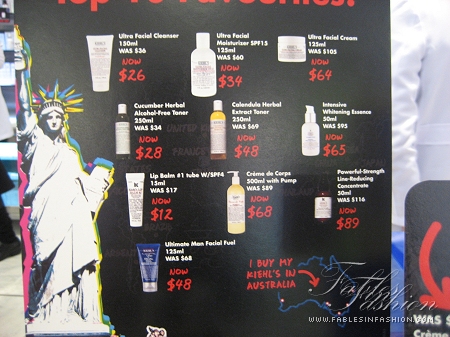 Top 10 Favourites!
Ultra Facial Cleanser
150ml
WAS $36
NOW
$26
Ultra Facial
Moisturiser SPF15
125ml
WAS $60
NOW
$34
Ultra Facial Cream
125ml
WAS $105
NOW
$64
Cucumber Herbal
Alcohol-Free Toner
250ml
WAS $34
NOW
$28
Calendula Herbal
Extract Toner
250ml
WAS $69
NOW
$48
Intensive
Whitening Essence
50ml
WAS $95
NOW
$65
Lip Balm #1 tube W/SPF4
15ml
WAS $17
NOW
$12
Crème de Corps
500ml with Pump
WAS $89
NOW
$68
Powerful-Strength
Line-Reducing
Concentrate
50ml
WAS $116
NOW
$89
Ultimate Man Facial Fuel
125ml
WAS $68
NOW
$48
I BUY MY
KIEHL'S IN
AUSTRALIA
Fables in Fashion
WWW.FABLESINFASHION.COM
WAS $
Crème